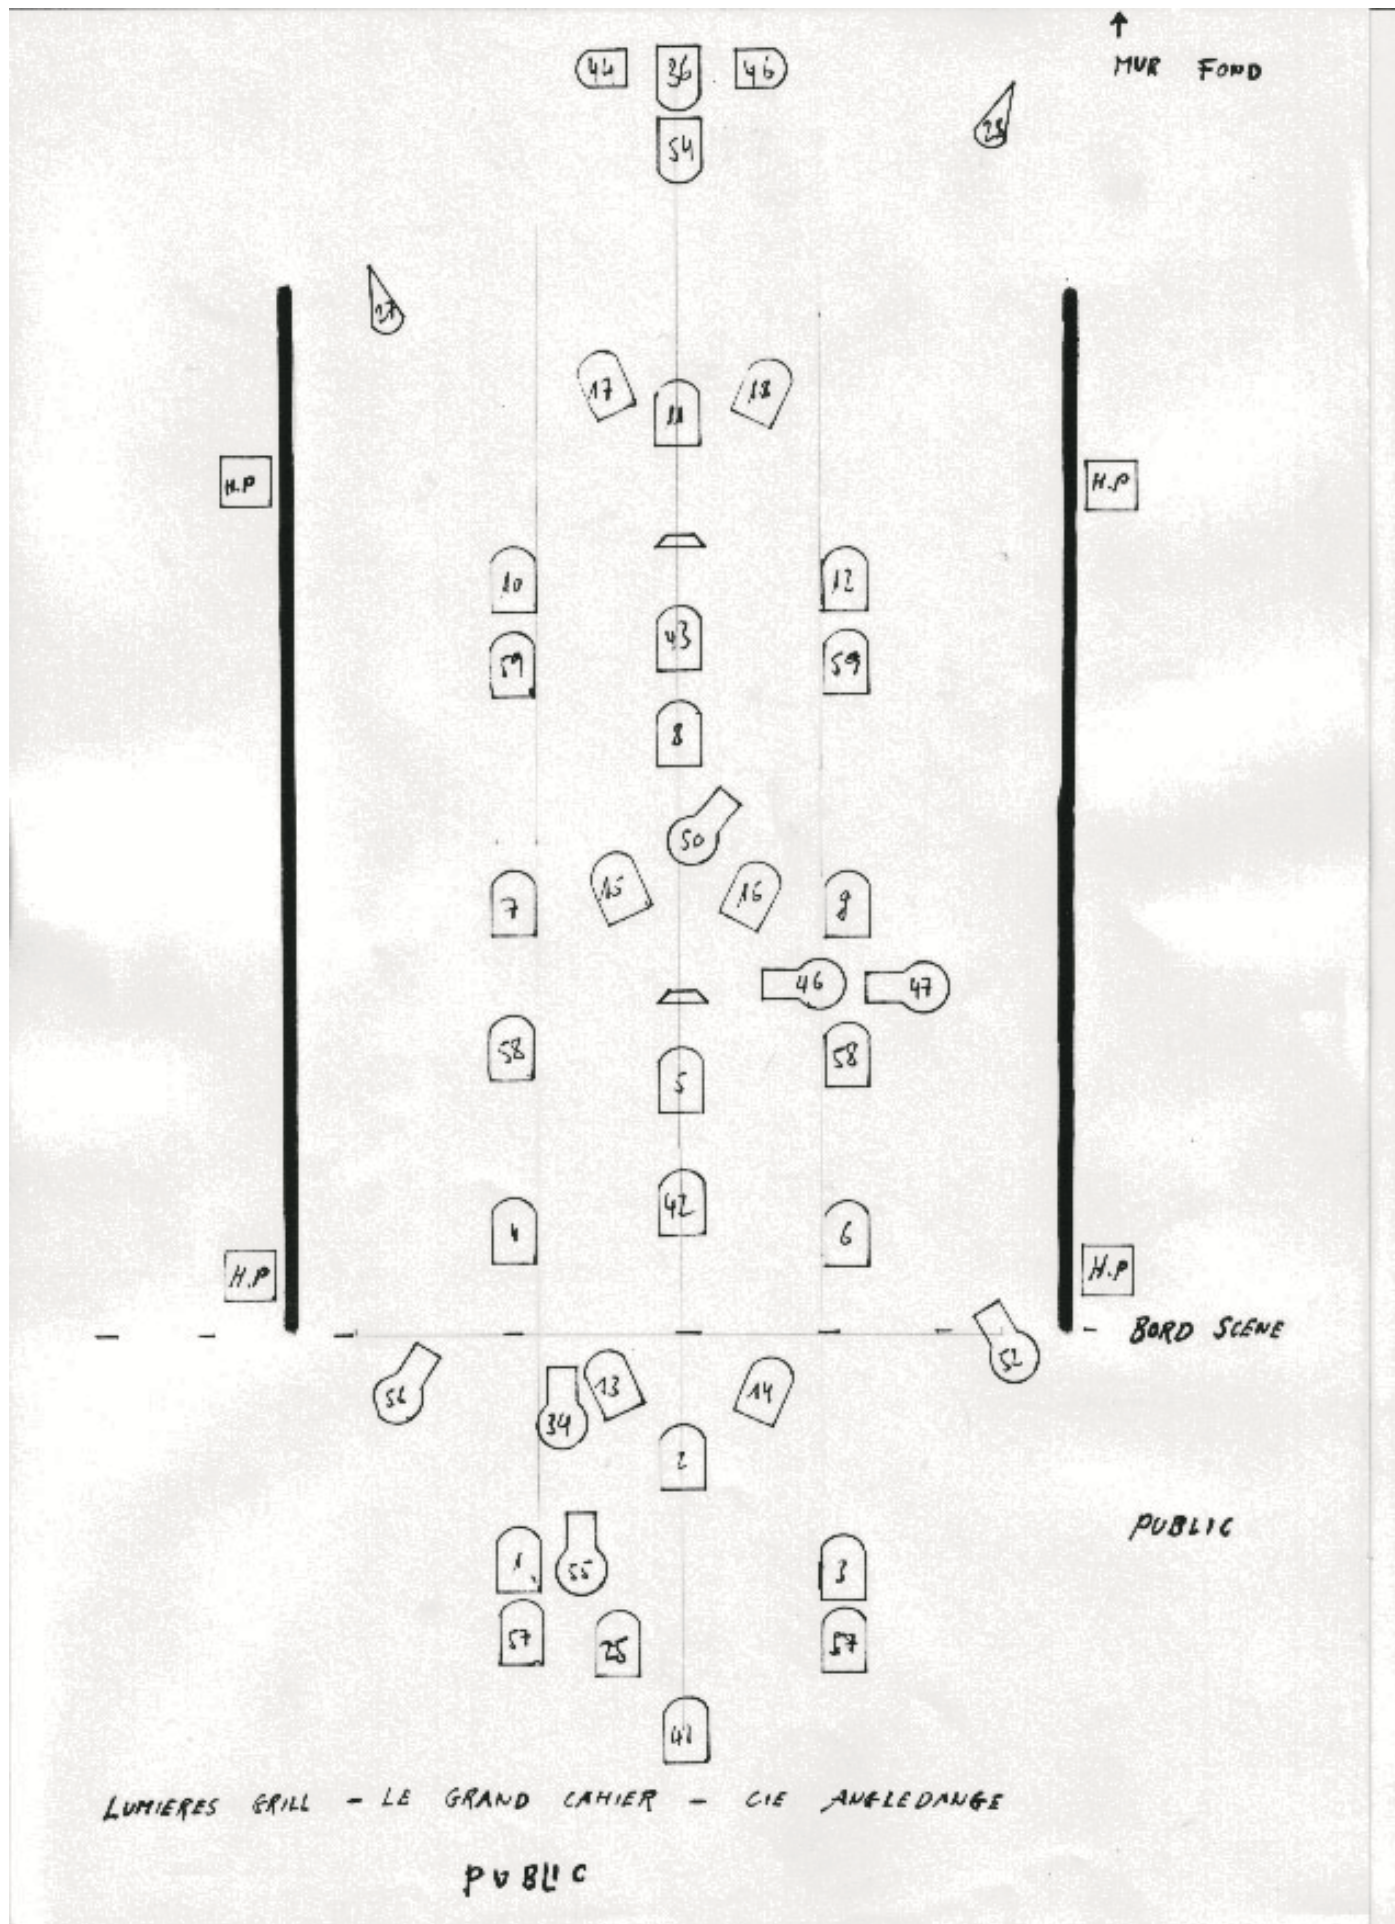 44 36 46
MUR FOND
54
28
27
17 11 18
H.P H.P
10 12
43
59 59
8
50
15 16
7 9
46 47
58 58
5
42
4 6
H.P H.P
BORD SCENE
52
56 13 14
34
2
PUBLIC
1 55 3
57 25 57
41
LUMIERES GRILL - LE GRAND CAHIER - CIE ANGLEDANGE
PUBLIC